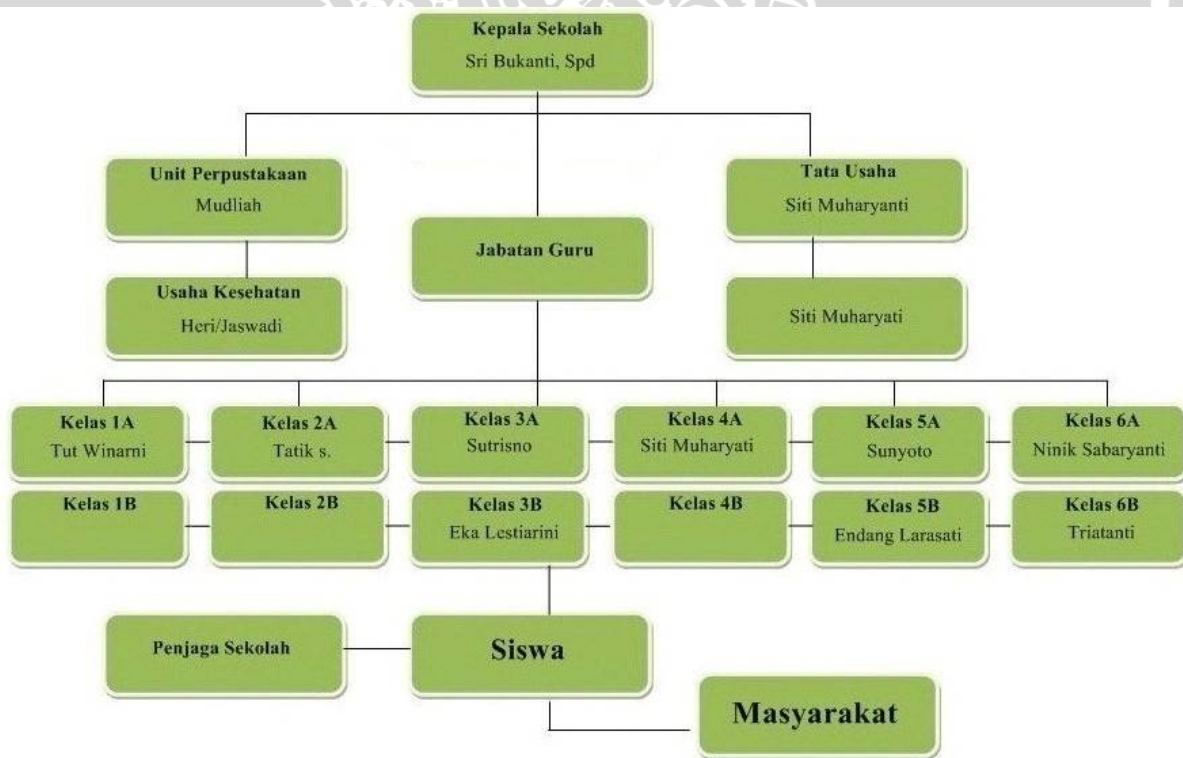 Kepala Sekolah
Sri Bukanti, Spd
Unit Perpustakaan
Mudliah
Tata Usaha
Siti Muharyanti
Jabatan Guru
Usaha Kesehatan
Heri/Jaswadi
Siti Muharyati
Kelas 1A
Tut Winarni
Kelas 2A
Tatik s.
Kelas 3A
Sutrisno
Kelas 4A
Siti Muharyati
Kelas 5A
Sunyoto
Kelas 6A
Ninik Sabaryanti
Kelas 1B
Kelas 2B
Kelas 3B
Eka Lestiarini
Kelas 4B
Kelas 5B
Endang Larasati
Kelas 6B
Triatanti
Penjaga Sekolah
Siswa
Masyarakat